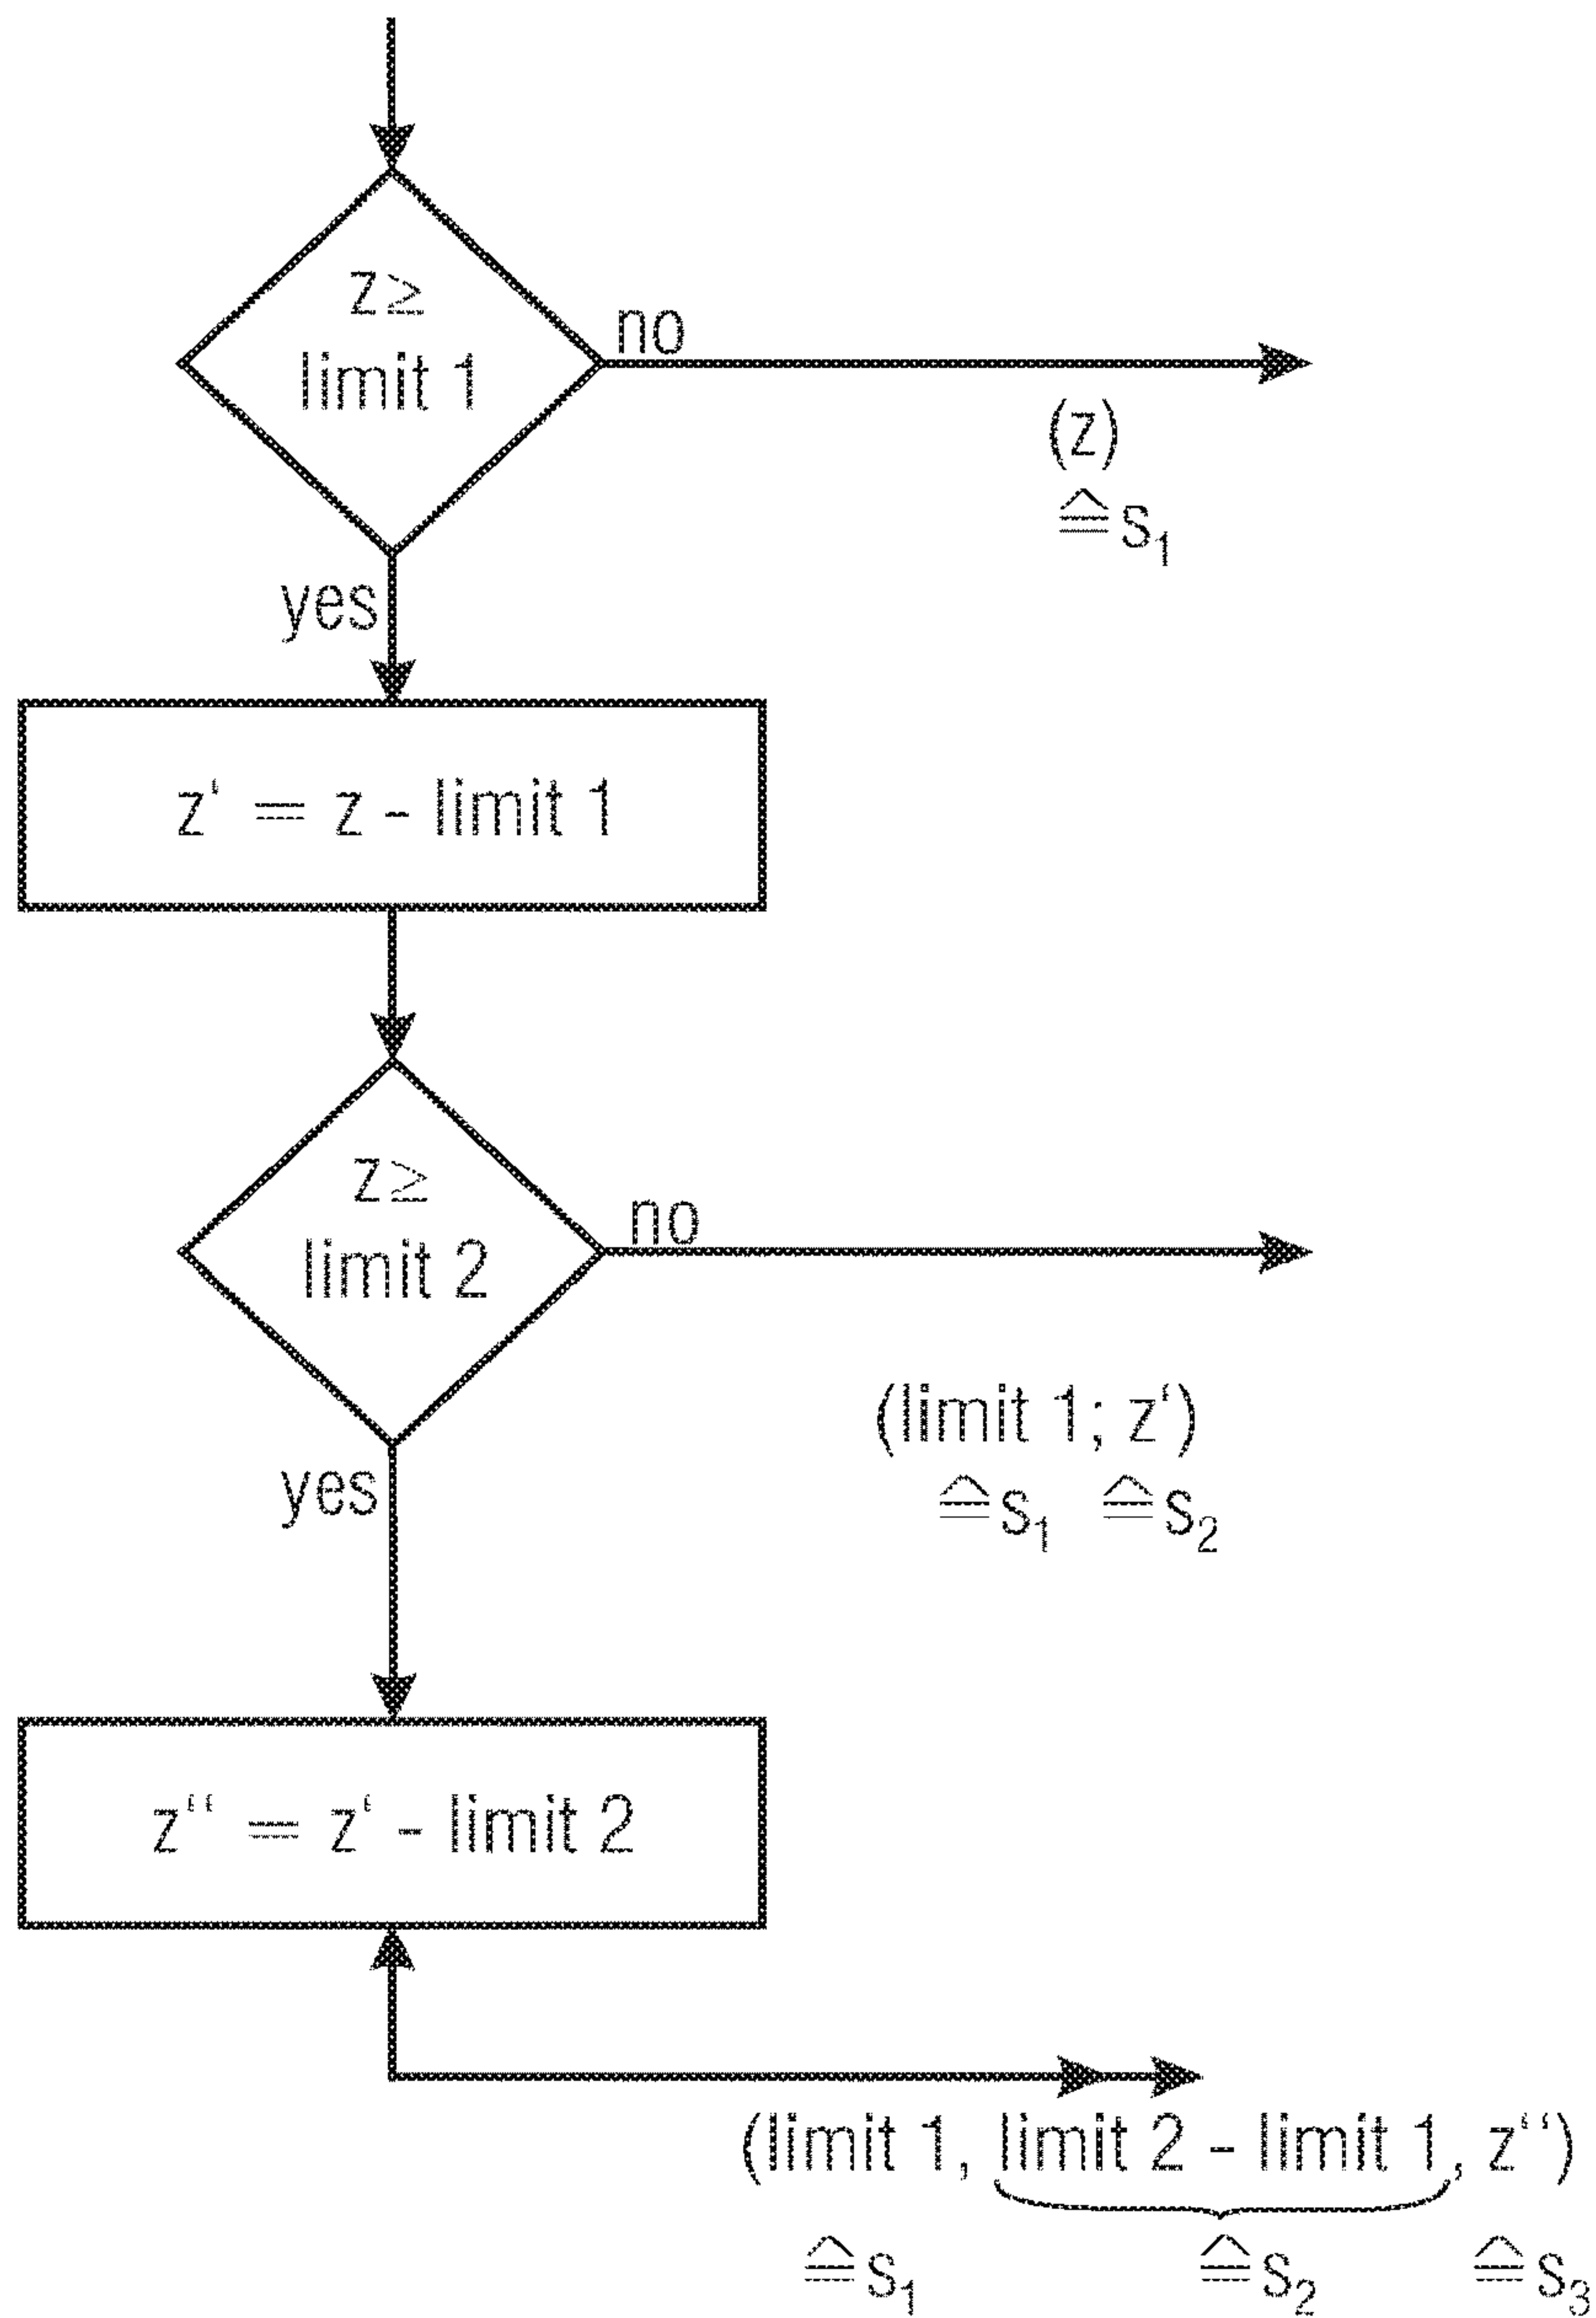 z≥
limit 1
no
(z)
≙s₁
yes
z‘ = z - limit 1
z≥
limit 2
no
(limit 1; z‘)
≙s₁ ≙s₂
yes
z‘‘ = z‘ - limit 2
(limit 1, limit 2 - limit 1, z‘‘)
≙s₁ ≙s₂ ≙s₃